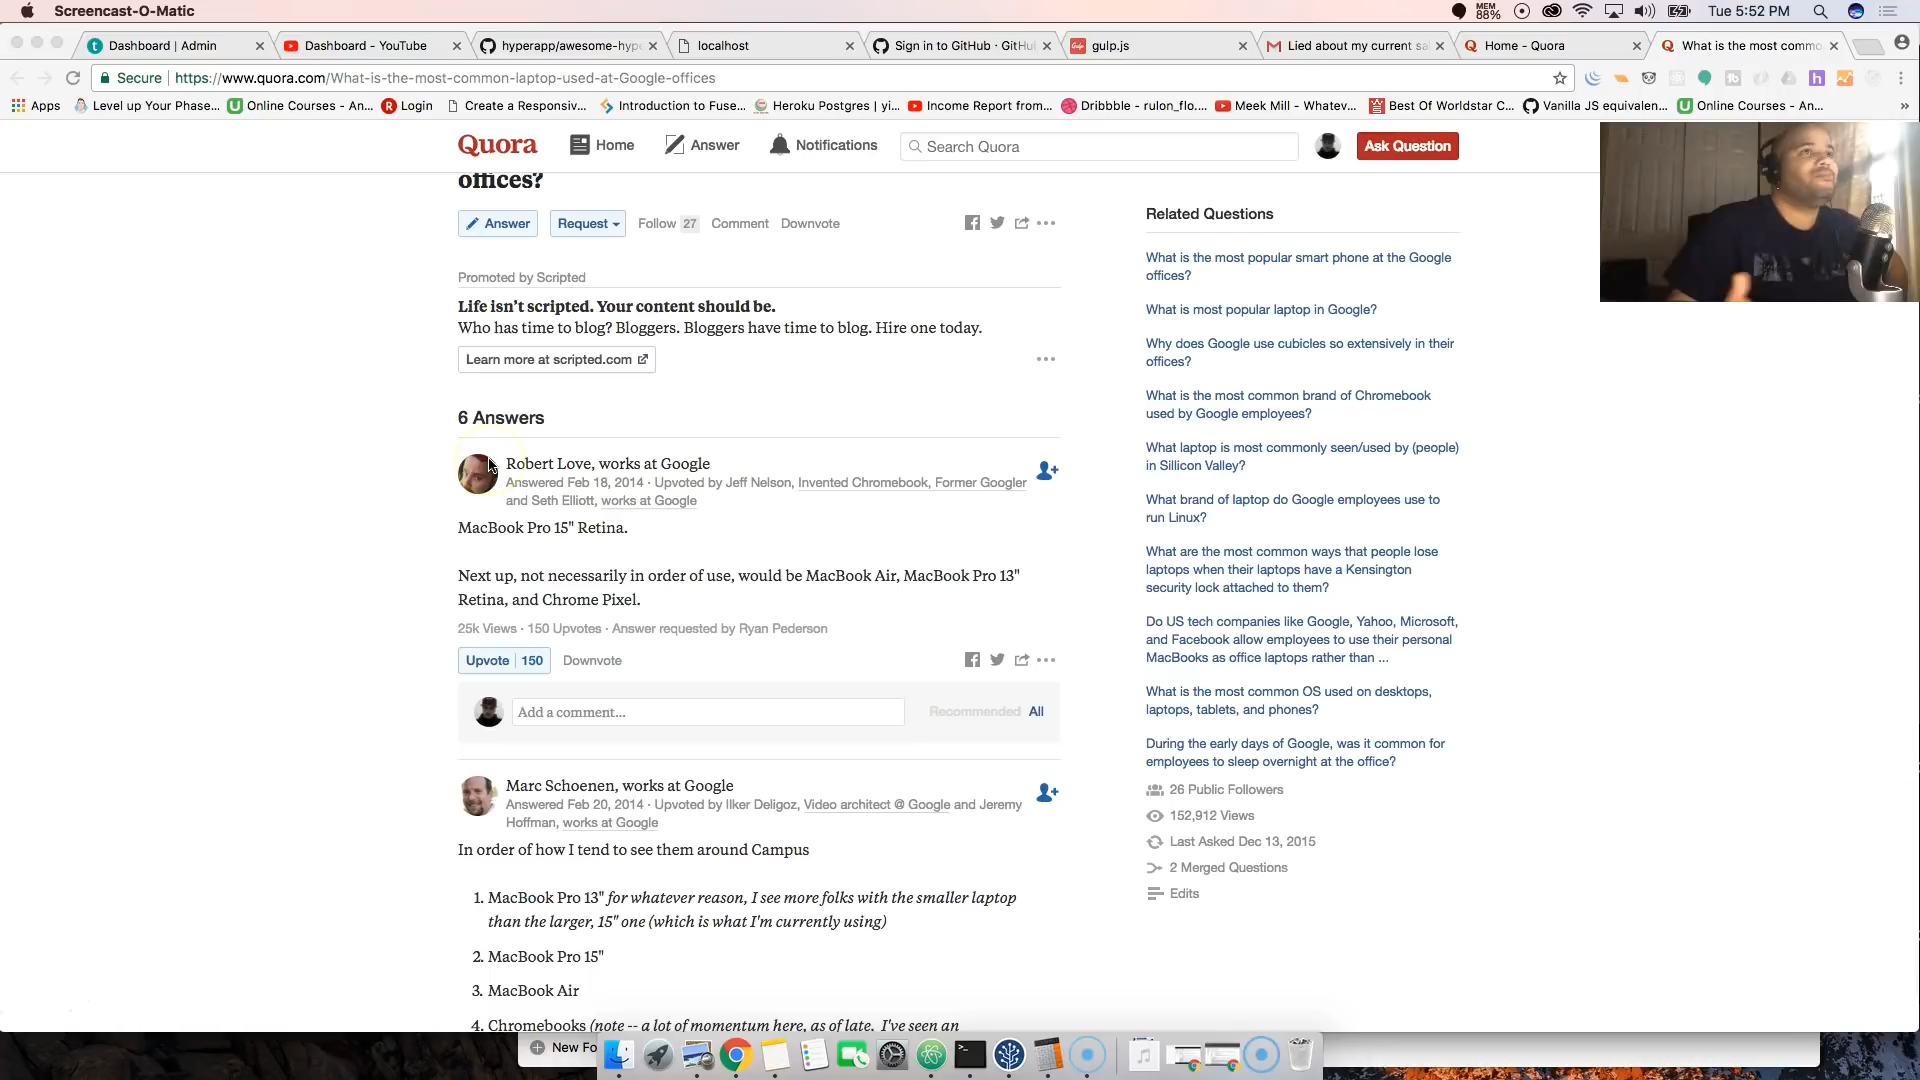 Screencast-O-Matic
MEM
88%
Tue 5:52 PM
Dashboard | Admin
Dashboard - YouTube
hyperapp/awesome-hype
localhost
Sign in to GitHub · GitHu
gulp.js
Lied about my current sa
Home - Quora
What is the most commo
Secure
https://www.quora.com/What-is-the-most-common-laptop-used-at-Google-offices
Apps
Level up Your Phase...
Online Courses - An...
Login
Create a Responsiv...
Introduction to Fuse...
Heroku Postgres | yi...
Income Report from...
Dribbble - rulon_flo...
Meek Mill - Whatev...
Best Of Worldstar C...
Vanilla JS equivalen...
Online Courses - An...
»
Quora
Home
Answer
Notifications
Search Quora
Ask Question
offices?
Answer
Request
Follow 27
Comment
Downvote
Promoted by Scripted
Life isn't scripted. Your content should be.
Who has time to blog? Bloggers. Bloggers have time to blog. Hire one today.
Learn more at scripted.com
6 Answers
Robert Love, works at Google
Answered Feb 18, 2014 · Upvoted by Jeff Nelson, Invented Chromebook, Former Googler
and Seth Elliott, works at Google
MacBook Pro 15" Retina.
Next up, not necessarily in order of use, would be MacBook Air, MacBook Pro 13"
Retina, and Chrome Pixel.
25k Views · 150 Upvotes · Answer requested by Ryan Pederson
Upvote 150
Downvote
Add a comment...
Recommended All
Marc Schoenen, works at Google
Answered Feb 20, 2014 · Upvoted by Ilker Deligoz, Video architect @ Google and Jeremy
Hoffman, works at Google
In order of how I tend to see them around Campus
1. MacBook Pro 13" for whatever reason, I see more folks with the smaller laptop
than the larger, 15" one (which is what I'm currently using)
2. MacBook Pro 15"
3. MacBook Air
4. Chromebooks (note -- a lot of momentum here, as of late. I've seen an
Related Questions
What is the most popular smart phone at the Google
offices?
What is most popular laptop in Google?
Why does Google use cubicles so extensively in their
offices?
What is the most common brand of Chromebook
used by Google employees?
What laptop is most commonly seen/used by (people)
in Sillicon Valley?
What brand of laptop do Google employees use to
run Linux?
What are the most common ways that people lose
laptops when their laptops have a Kensington
security lock attached to them?
Do US tech companies like Google, Yahoo, Microsoft,
and Facebook allow employees to use their personal
MacBooks as office laptops rather than ...
What is the most common OS used on desktops,
laptops, tablets, and phones?
During the early days of Google, was it common for
employees to sleep overnight at the office?
26 Public Followers
152,912 Views
Last Asked Dec 13, 2015
2 Merged Questions
Edits
New Fo